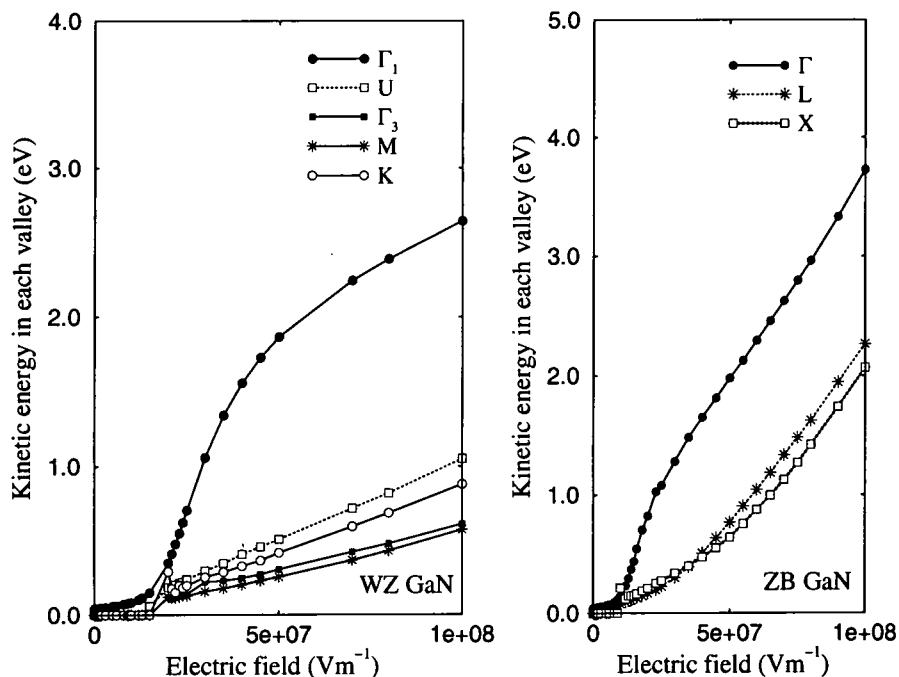 4.0
3.0
2.0
1.0
0.0
Kinetic energy in each valley (eV)
Γ₁
U
Γ₃
M
K
WZ GaN
0
5e+07
1e+08
Electric field (Vm⁻¹)
5.0
4.0
3.0
2.0
1.0
0.0
Kinetic energy in each valley (eV)
Γ
L
X
ZB GaN
0
5e+07
1e+08
Electric field (Vm⁻¹)